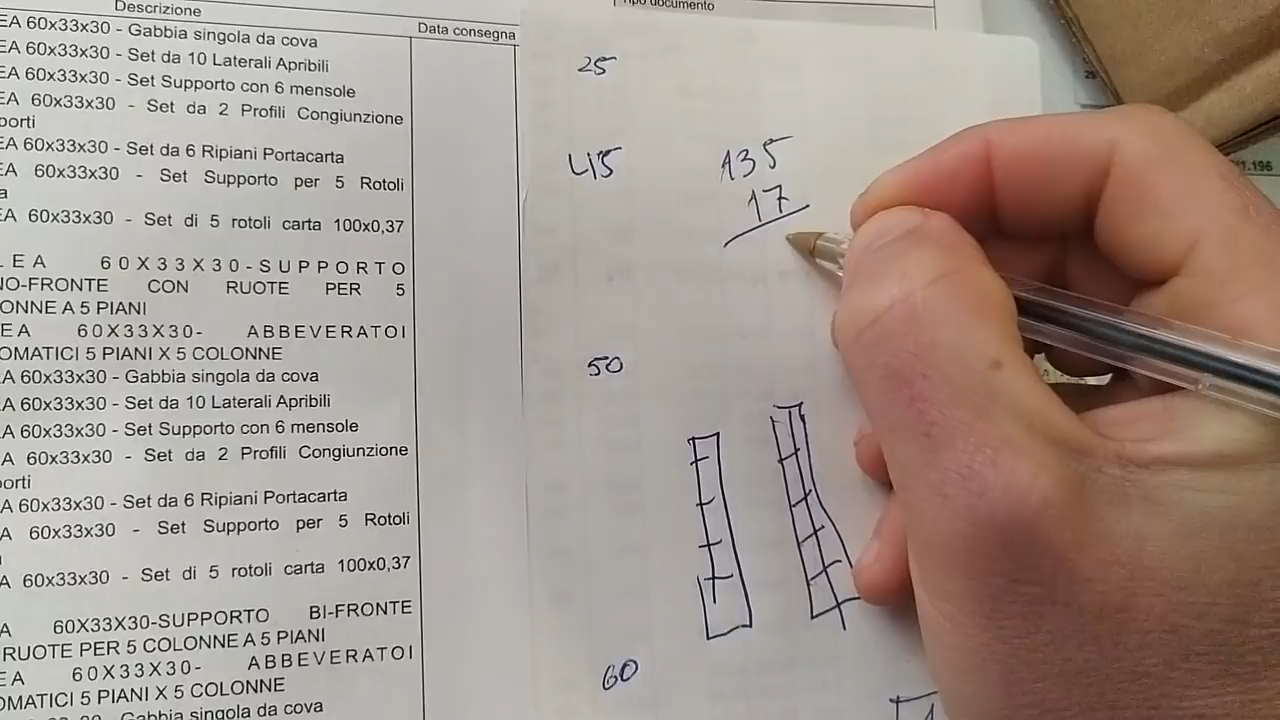 Descrizione
Data consegna
EA 60x33x30 - Gabbia singola da cova
EA 60x33x30 - Set da 10 Laterali Apribili
EA 60x33x30 - Set Supporto con 6 mensole
EA 60x33x30 - Set da 2 Profili Congiunzione
porti
EA 60x33x30 - Set da 6 Ripiani Portacarta
EA 60x33x30 - Set Supporto per 5 Rotoli
a
EA 60x33x30 - Set di 5 rotoli carta 100x0,37
LEA 60X33X30-SUPPORTO
NO-FRONTE CON RUOTE PER 5
ONNE A 5 PIANI
EA 60X33X30- ABBEVERATOI
OMATICI 5 PIANI X 5 COLONNE
A 60x33x30 - Gabbia singola da cova
A 60x33x30 - Set da 10 Laterali Apribili
A 60x33x30 - Set Supporto con 6 mensole
A 60x33x30 - Set da 2 Profili Congiunzione
porti
A 60x33x30 - Set da 6 Ripiani Portacarta
A 60x33x30 - Set Supporto per 5 Rotoli
A 60x33x30 - Set di 5 rotoli carta 100x0,37
A 60X33X30-SUPPORTO BI-FRONTE
RUOTE PER 5 COLONNE A 5 PIANI
EA 60X33X30- ABBEVERATOI
OMATICI 5 PIANI X 5 COLONNE
Gabbia singola da cova
Tipo documento
25
45
135
17
50
60